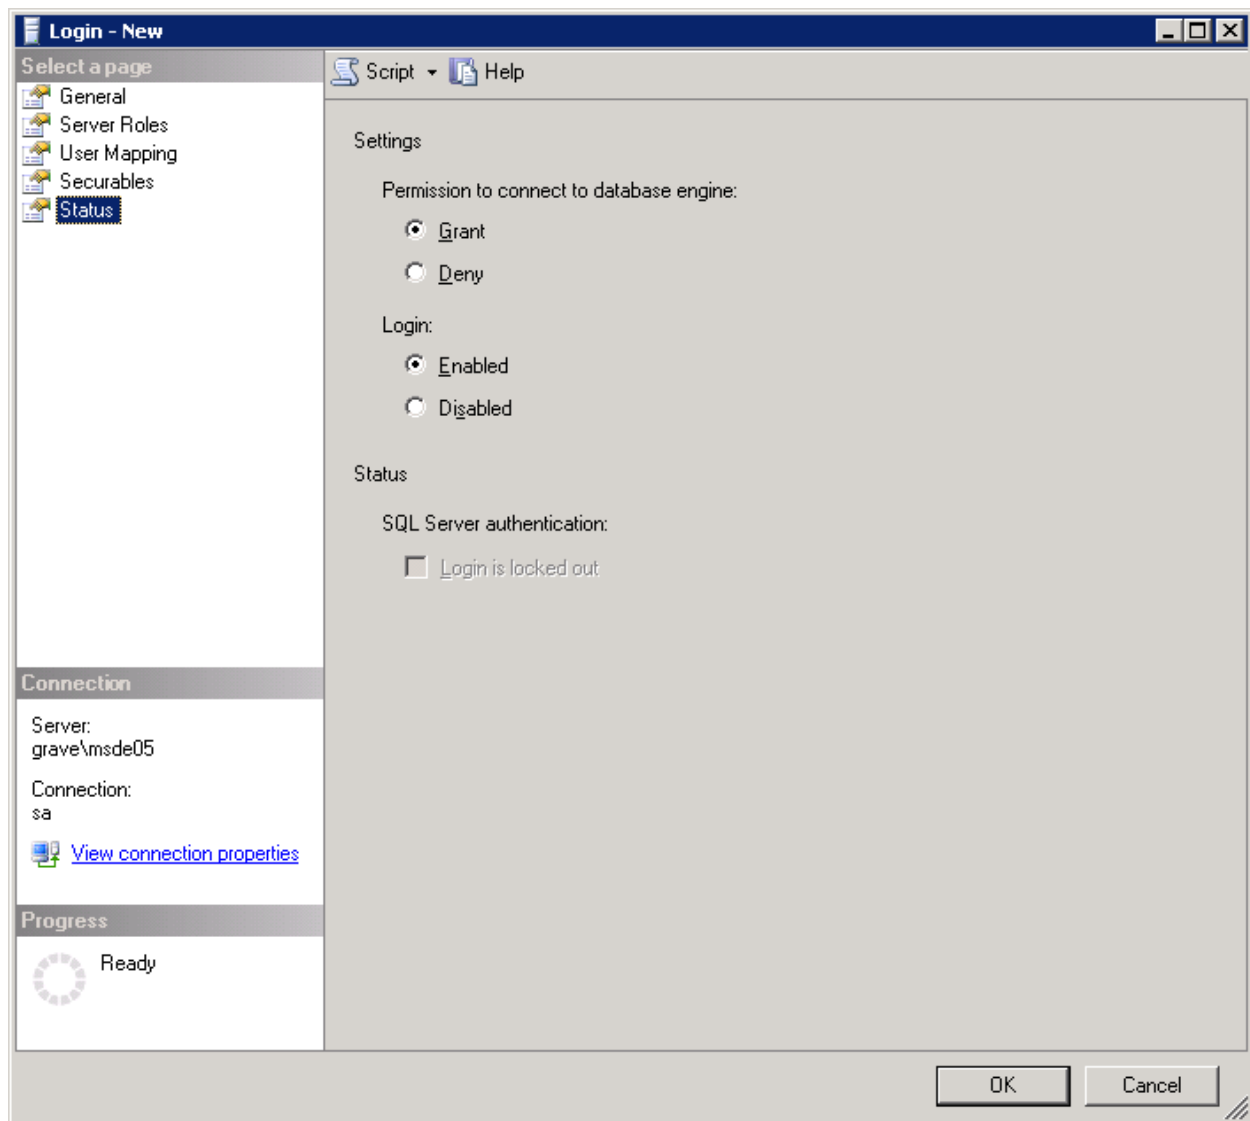 Login - New
Select a page
General
Server Roles
User Mapping
Securables
Status
Script Help
Settings
Permission to connect to database engine:
Grant
Deny
Login:
Enabled
Disabled
Status
SQL Server authentication:
Login is locked out
Connection
Server:
grave\msde05
Connection:
sa
View connection properties
Progress
Ready
OK Cancel